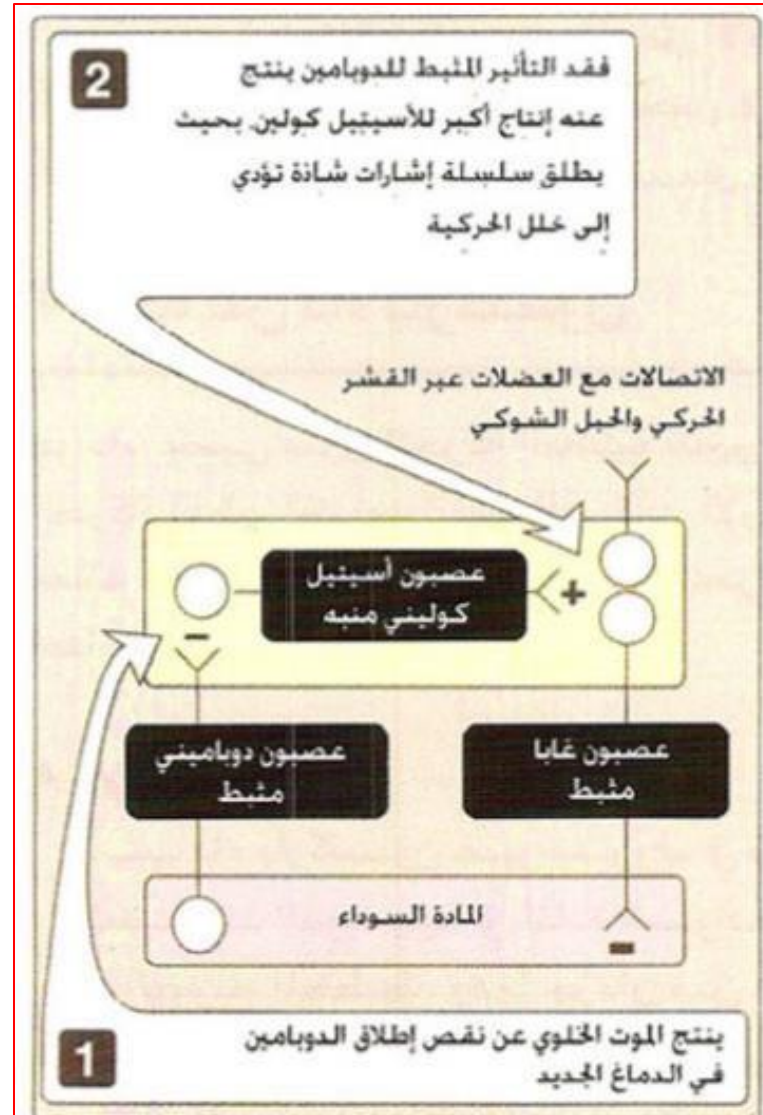 2
فقد التأثير المثبط للدوبامين ينتج
عنه إنتاج أكبر للأسيتيل كولين. بحيث
يطلق سلسلة إشارات شاذة تؤدي
إلى خلل الحركية
الاتصالات مع العضلات عبر القشر
الحركي والحبل الشوكي
عصبون أسيتيل
كوليني منبه
+
-
عصبون دوباميني
مثبط
عصبون غابا
مثبط
المادة السوداء
-
1
ينتج الموت الخلوي عن نقص إطلاق الدوبامين
في الدماغ الجديد